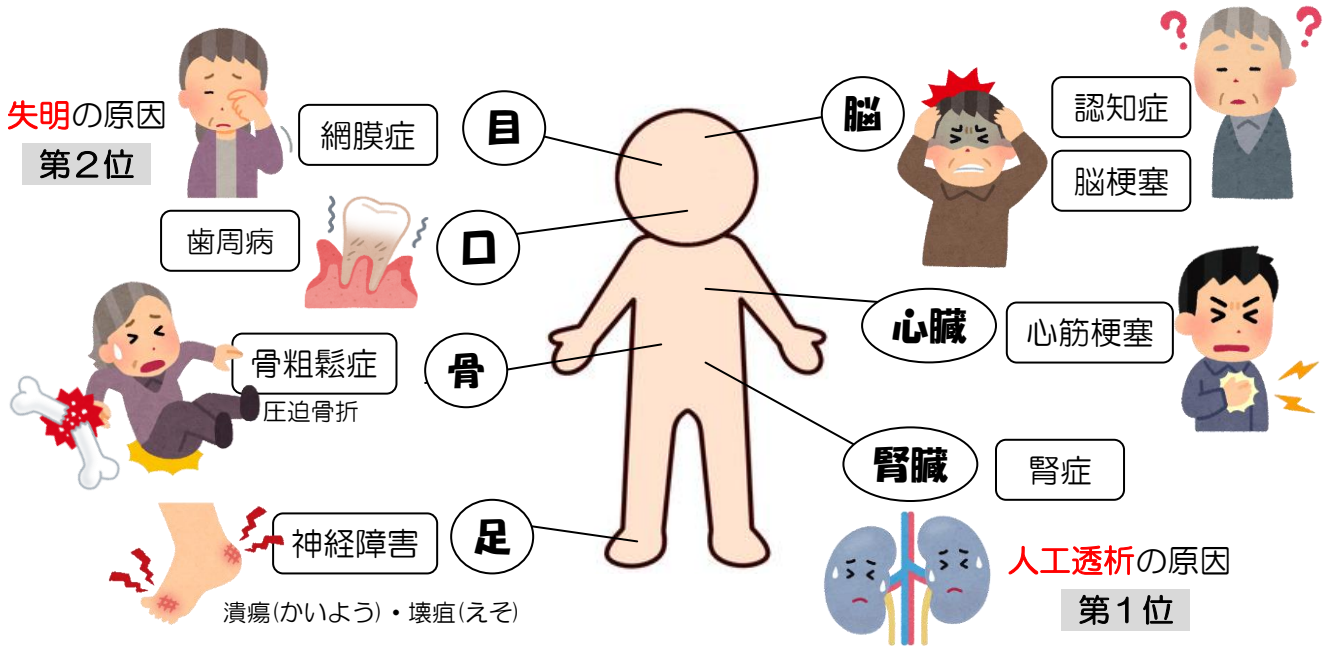 失明の原因
第2位
網膜症
目
歯周病
口
骨粗鬆症
圧迫骨折
骨
神経障害
足
潰瘍(かいよう)・壊疽(えそ)
脳
認知症
脳梗塞
??
心臓
心筋梗塞
腎臓
腎症
人工透析の原因
第1位